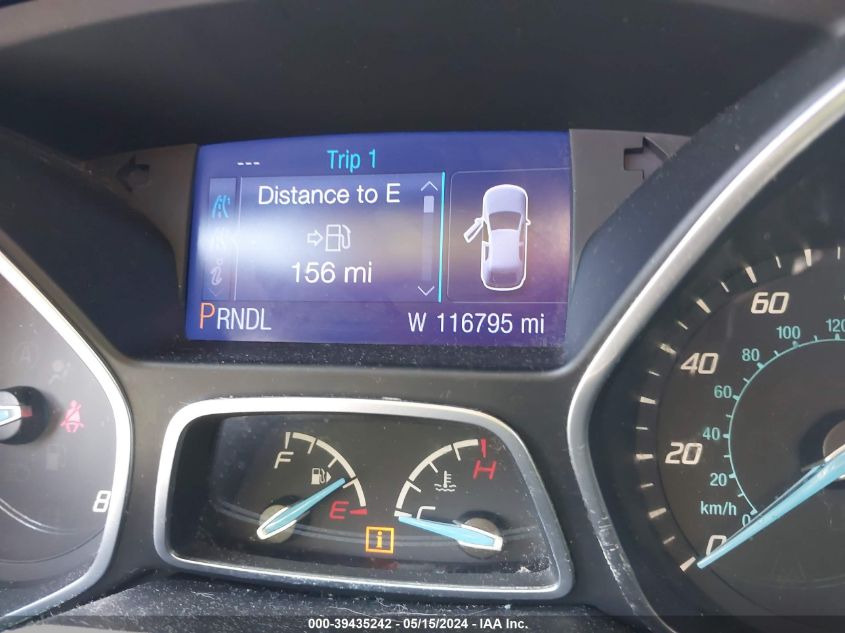 --- Trip 1
Distance to E
156 mi
PRNDL W 116795 mi
F
E
C
H
i
8
60
40
20
0
120
100
80
60
40
20
0
km/h
000-39435242 - 05/15/2024 - IAA Inc.